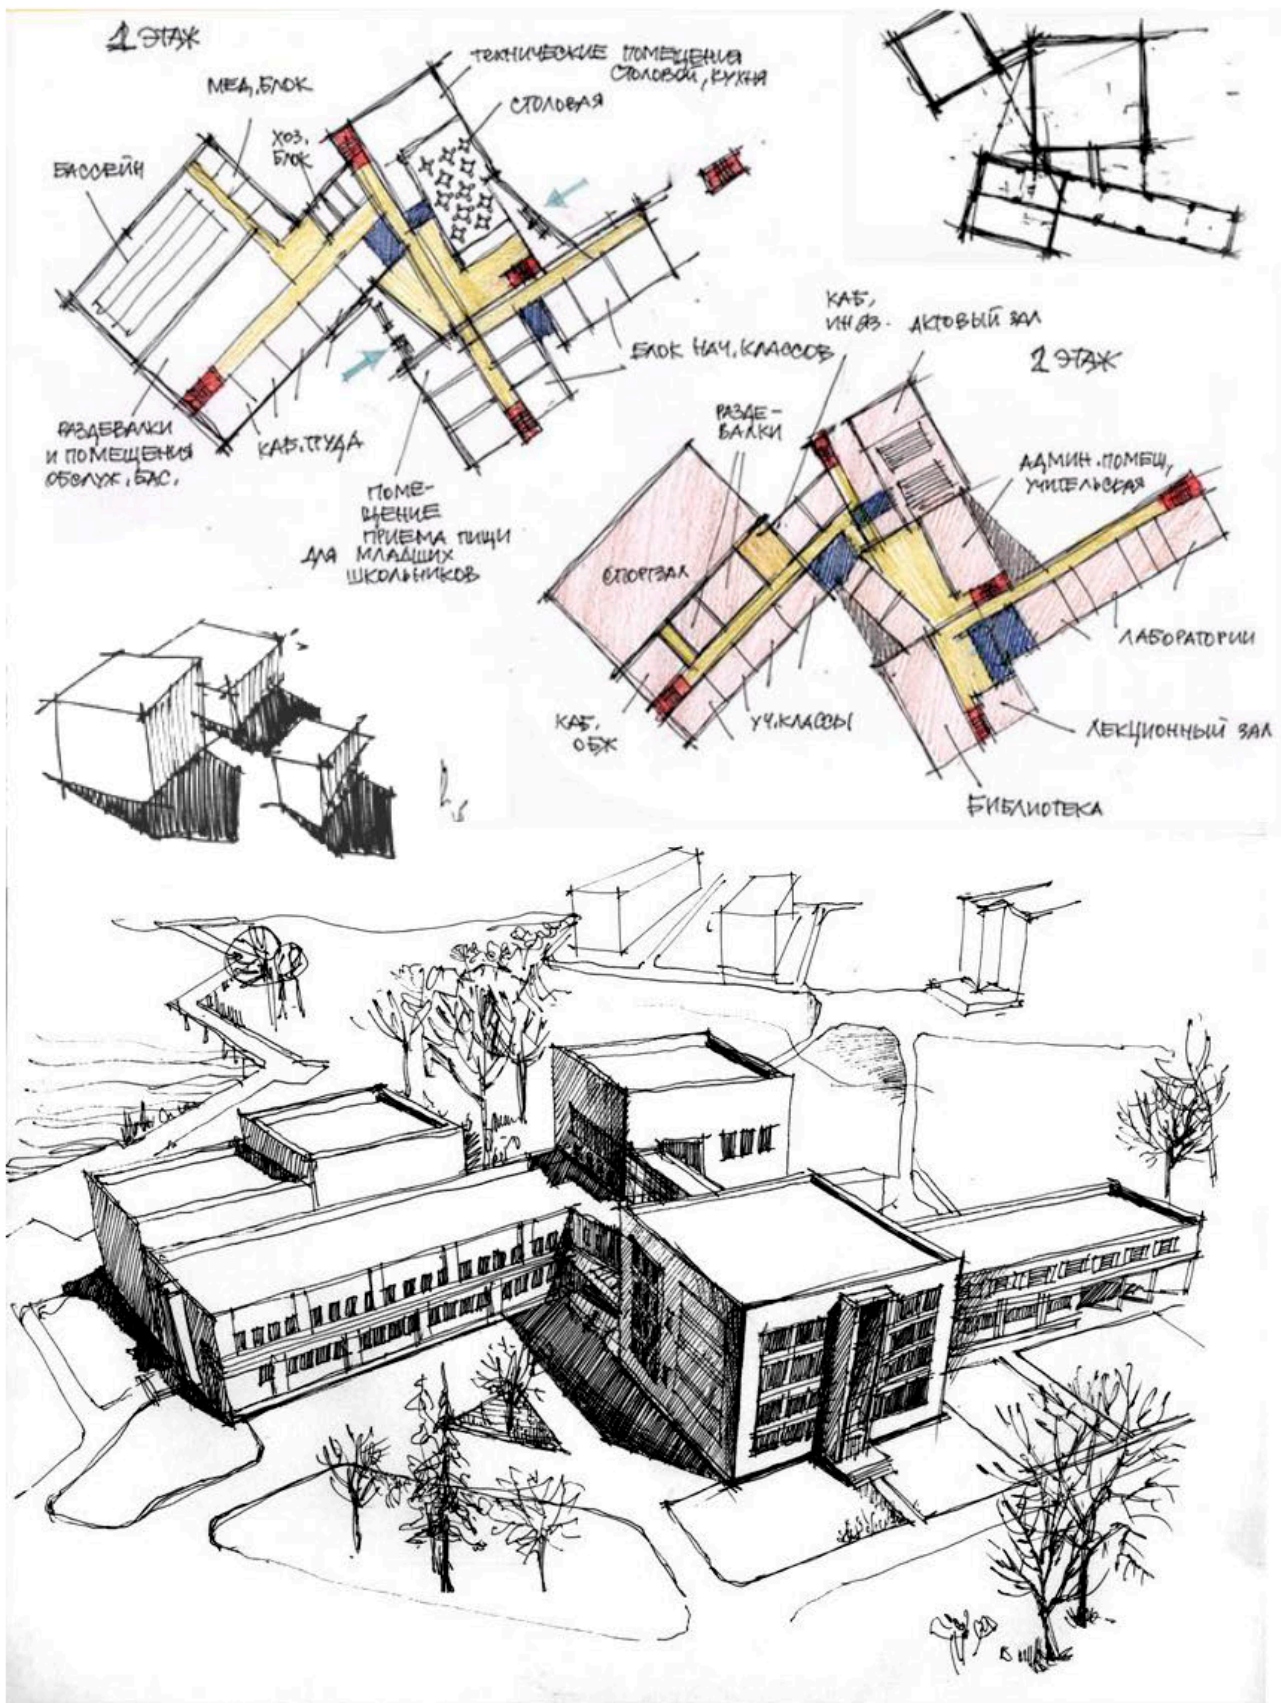 1 ЭТАЖ
ТЕХНИЧЕСКИЕ ПОМЕЩЕНИЯ
СТОЛОВОЙ, КУХНЯ
МЕД. БЛОК
СТОЛОВАЯ
ХОЗ.
БЛОК
БАССЕЙН
БЛОК НАЧ. КЛАССОВ
РАЗДЕВАЛКИ
И ПОМЕЩЕНИЯ
ОБСЛУЖ. БАС.
КАБ. ТРУДА
ПОМЕ-
ЩЕНИЕ
ПРИЕМА ПИЩИ
ДЛЯ МЛАДШИХ
ШКОЛЬНИКОВ
2 ЭТАЖ
КАБ.
ИН. ЯЗ.
АКТОВЫЙ ЗАЛ
РАЗДЕ-
ВАЛКИ
АДМИН. ПОМЕЩ,
УЧИТЕЛЬСКАЯ
СПОРТЗАЛ
ЛАБОРАТОРИИ
КАБ.
ОБЖ
УЧ. КЛАССЫ
ЛЕКЦИОННЫЙ ЗАЛ
БИБЛИОТЕКА